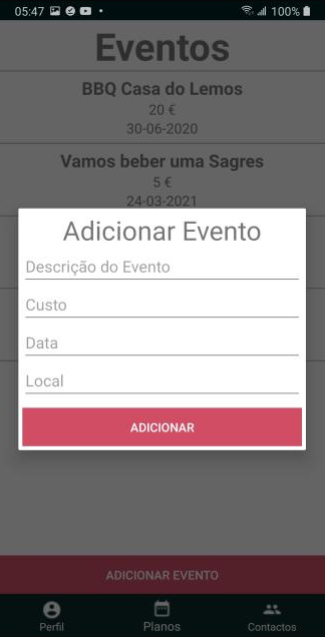 05:47 100%
Eventos
BBQ Casa do Lemos
20 €
30-06-2020
Vamos beber uma Sagres
5 €
24-03-2021
Adicionar Evento
Descrição do Evento
Custo
Data
Local
ADICIONAR
ADICIONAR EVENTO
Perfil Planos Contactos